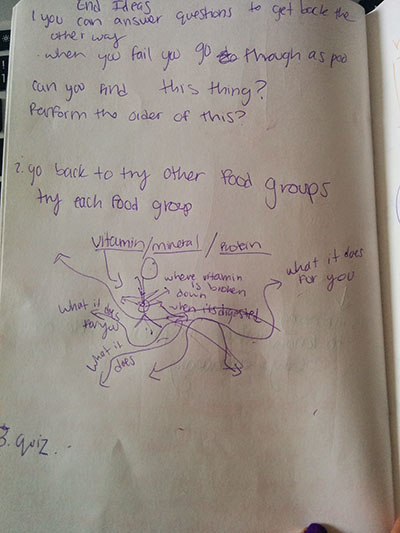 End Ideas
1 you can answer questions to get back the
other way
- when you fail you go though as poo
can you find this thing?
Perform the order of this?
2. go back to try other food groups
try each food group
vitamin/mineral/protein
where vitamin
is broken
down
when its digested
what it does
for you
what it does
for you
what it
does
3. quiz